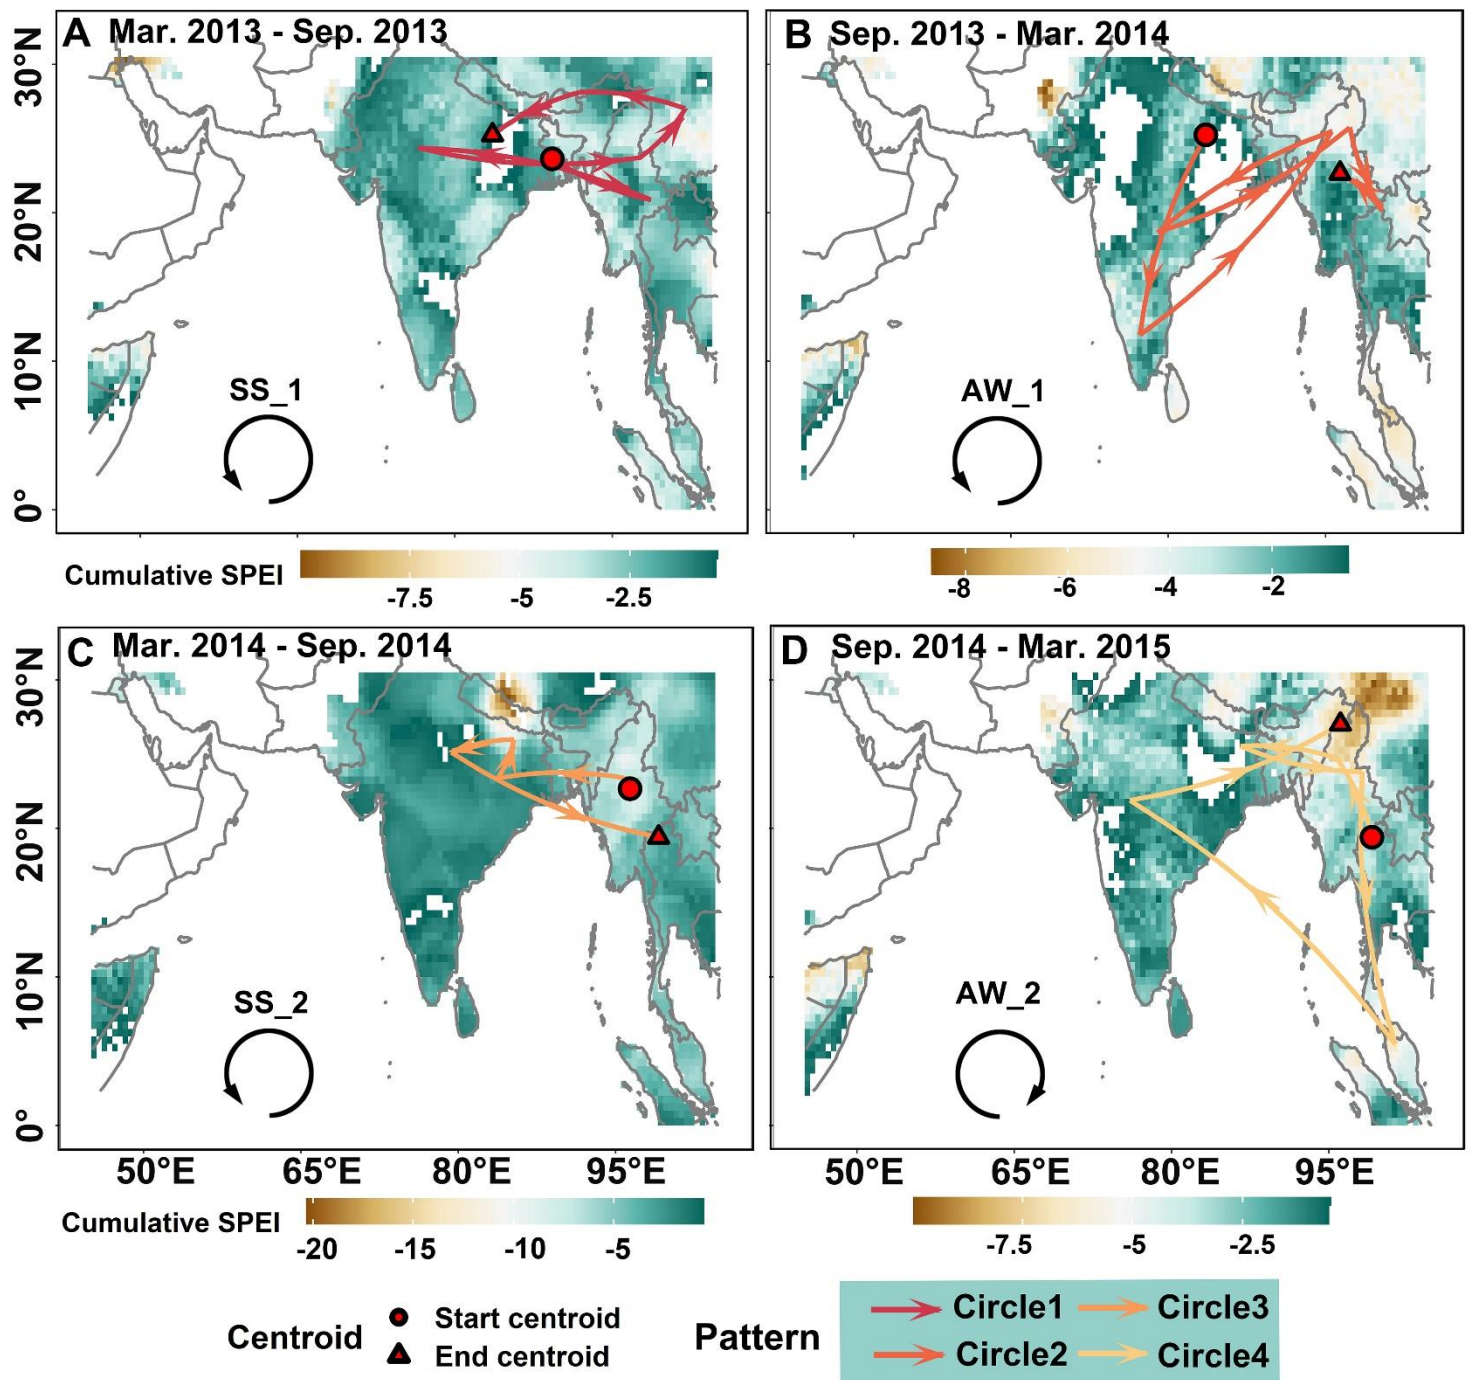 A Mar. 2013 - Sep. 2013
B Sep. 2013 - Mar. 2014
30°N
20°N
10°N
0°
SS_1
AW_1
Cumulative SPEI
-7.5 -5 -2.5
-8 -6 -4 -2
C Mar. 2014 - Sep. 2014
D Sep. 2014 - Mar. 2015
30°N
20°N
10°N
0°
SS_2
AW_2
50°E 65°E 80°E 95°E
50°E 65°E 80°E 95°E
Cumulative SPEI
-20 -15 -10 -5
-7.5 -5 -2.5
Centroid
Start centroid
End centroid
Pattern
Circle1 Circle3
Circle2 Circle4